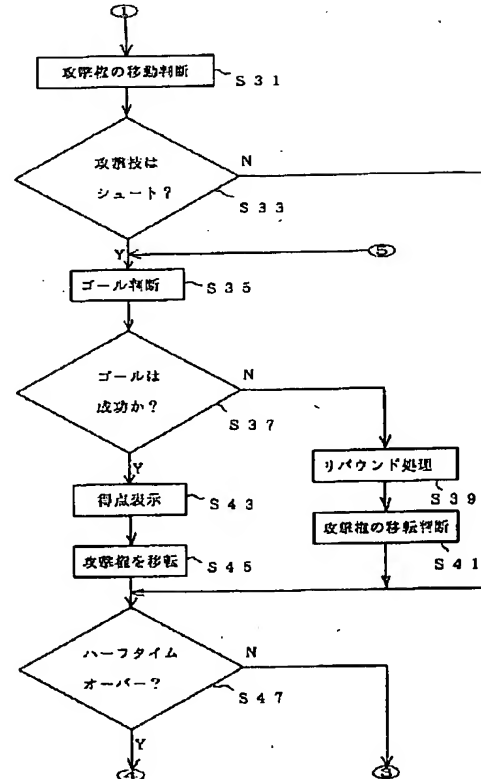 ①
攻撃権の移動判断
S31
攻撃技は
シュート?
N
S33
Y
⑤
ゴール判断
S35
ゴールは
成功か?
N
S37
Y
リバウンド処理
S39
得点表示
S43
攻撃権の移転判断
S41
攻撃権を移転
S45
ハーフタイム
オーバー?
N
S47
Y
③